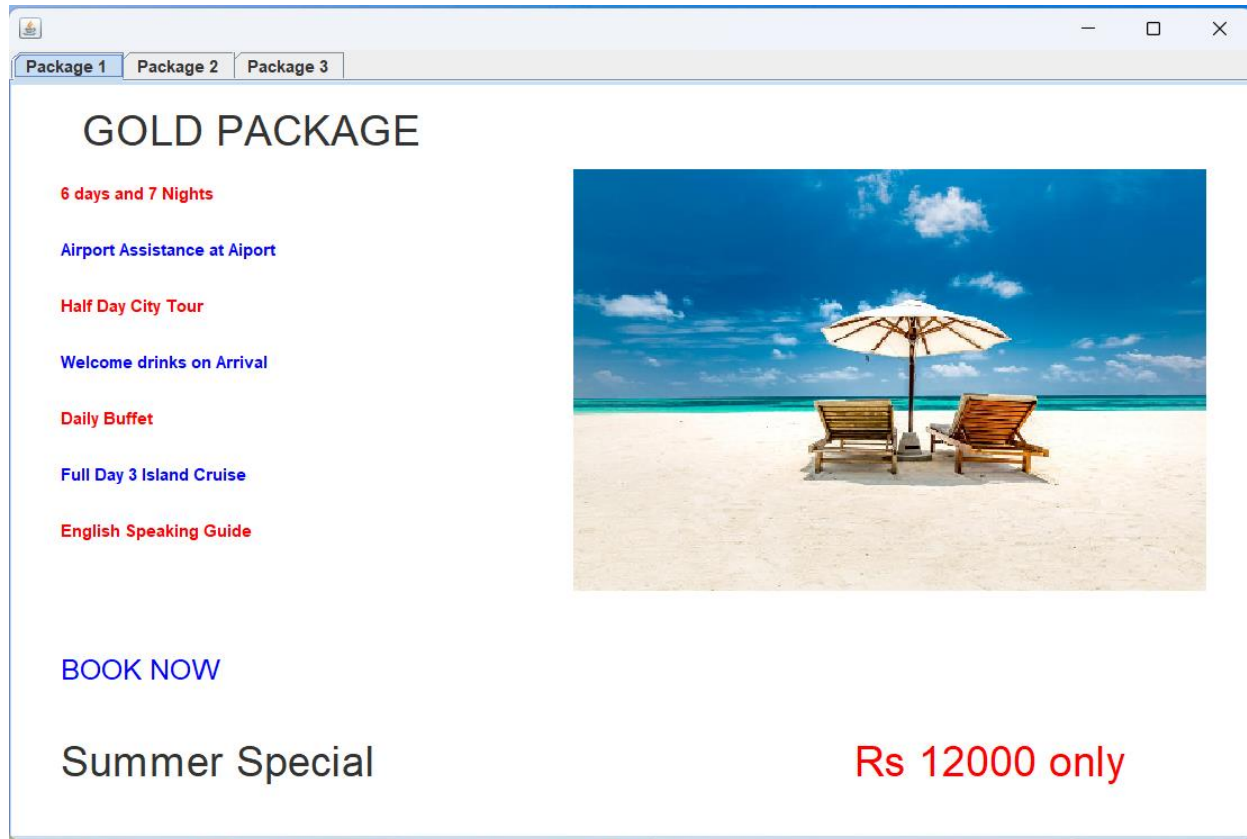 Package 1 Package 2 Package 3
GOLD PACKAGE
6 days and 7 Nights
Airport Assistance at Aiport
Half Day City Tour
Welcome drinks on Arrival
Daily Buffet
Full Day 3 Island Cruise
English Speaking Guide
BOOK NOW
Summer Special
Rs 12000 only